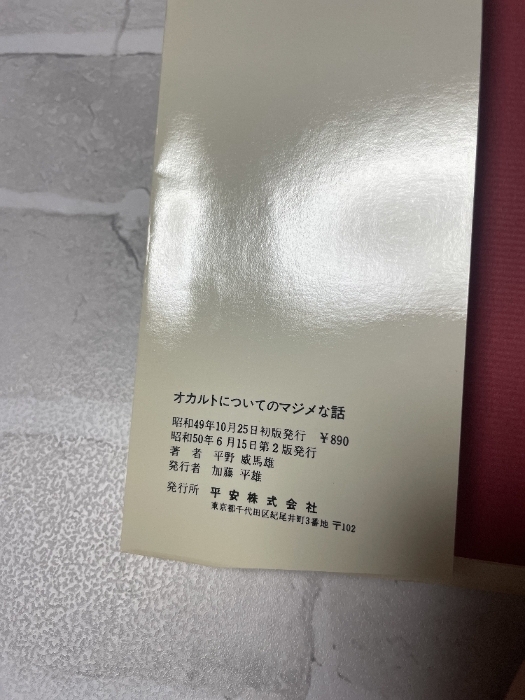 オカルトについてのマジメな話
昭和49年10月25日初版発行 ￥890
昭和50年6月15日第2版発行
著 者 平野 威馬雄
発行者 加藤 平雄
発行所 平安株式会社
東京都千代田区紀尾井町3番地 〒102